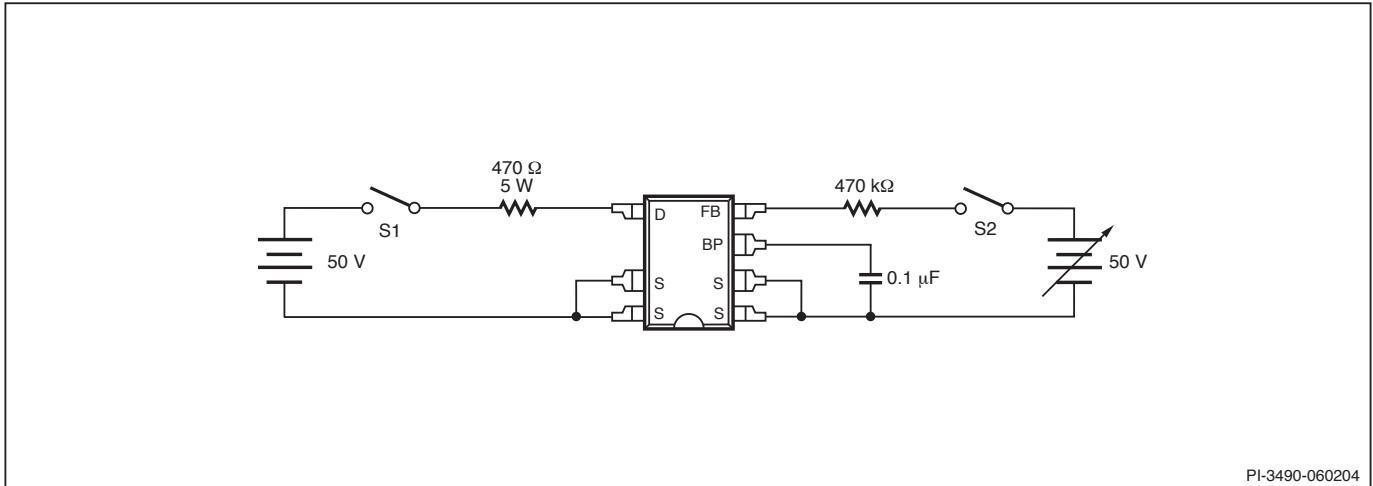 470 Ω
5 W
S1
50 V
D
S
S
FB
BP
S
S
470 kΩ
S2
0.1 μF
50 V
PI-3490-060204